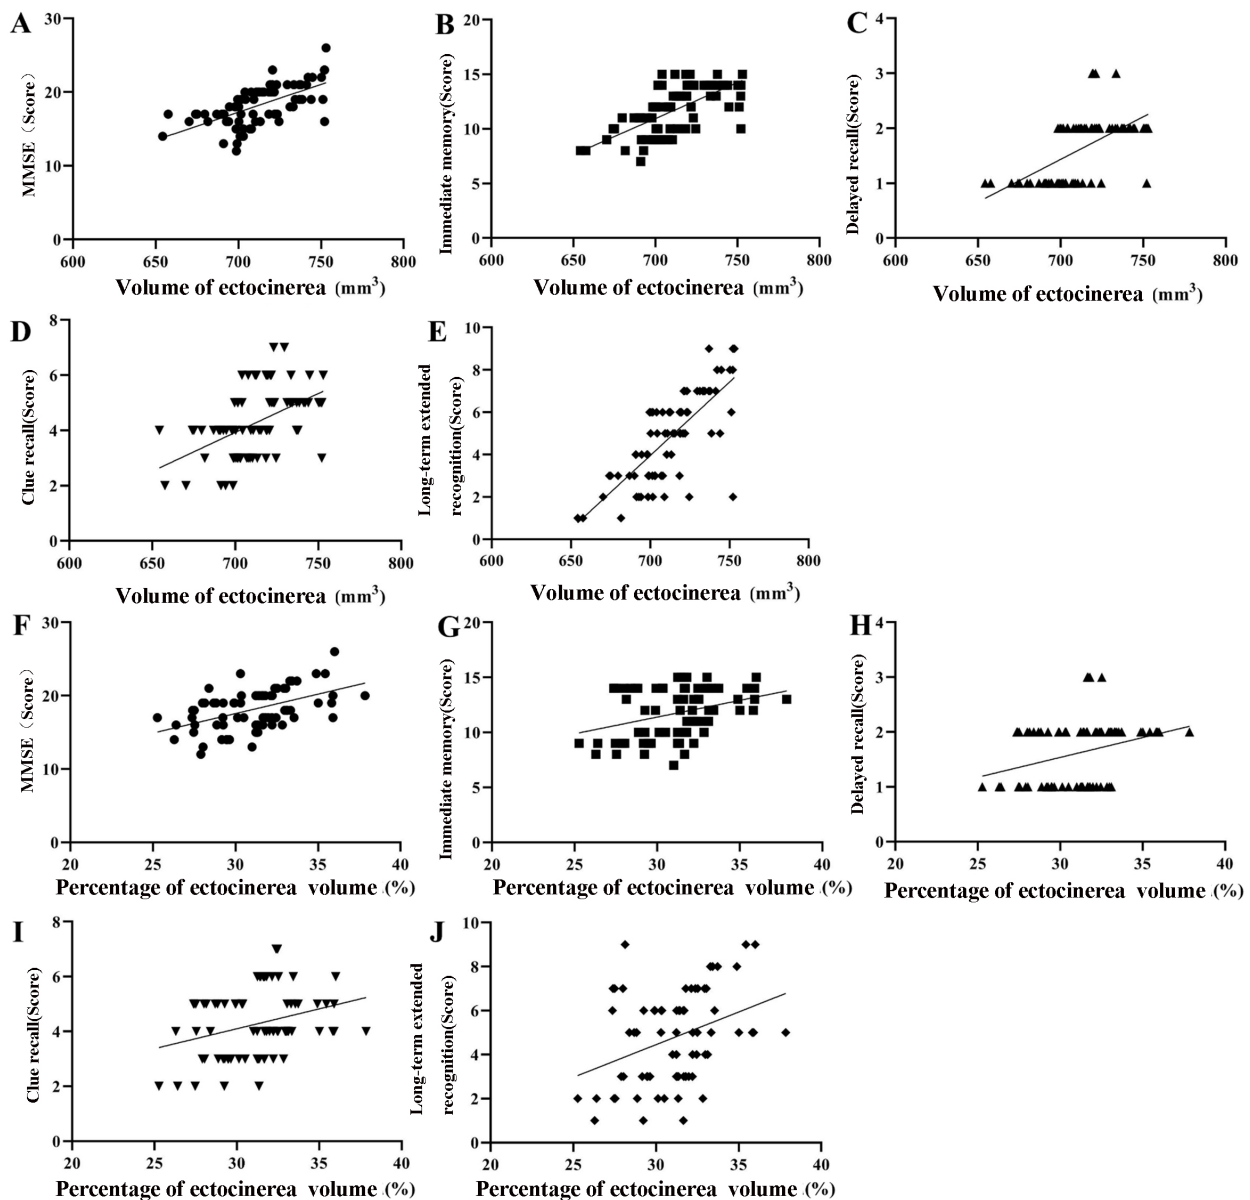 A
MMSE（Score）
30
20
10
0
600 650 700 750 800
Volume of ectocinerea (mm³)
B
Immediate memory(Score)
20
15
10
5
0
600 650 700 750 800
Volume of ectocinerea (mm³)
C
Delayed recall(Score)
4
3
2
1
0
600 650 700 750 800
Volume of ectocinerea (mm³)
D
Clue recall(Score)
8
6
4
2
0
600 650 700 750 800
Volume of ectocinerea (mm³)
E
Long-term extended
recognition(Score)
10
8
6
4
2
0
600 650 700 750 800
Volume of ectocinerea (mm³)
F
MMSE（Score）
30
20
10
0
20 25 30 35 40
Percentage of ectocinerea volume (%)
G
Immediate memory(Score)
20
15
10
5
0
20 25 30 35 40
Percentage of ectocinerea volume (%)
H
Delayed recall(Score)
4
3
2
1
0
20 25 30 35 40
Percentage of ectocinerea volume (%)
I
Clue recall(Score)
8
6
4
2
0
20 25 30 35 40
Percentage of ectocinerea volume (%)
J
Long-term extended
recognition(Score)
10
8
6
4
2
0
20 25 30 35 40
Percentage of ectocinerea volume (%)